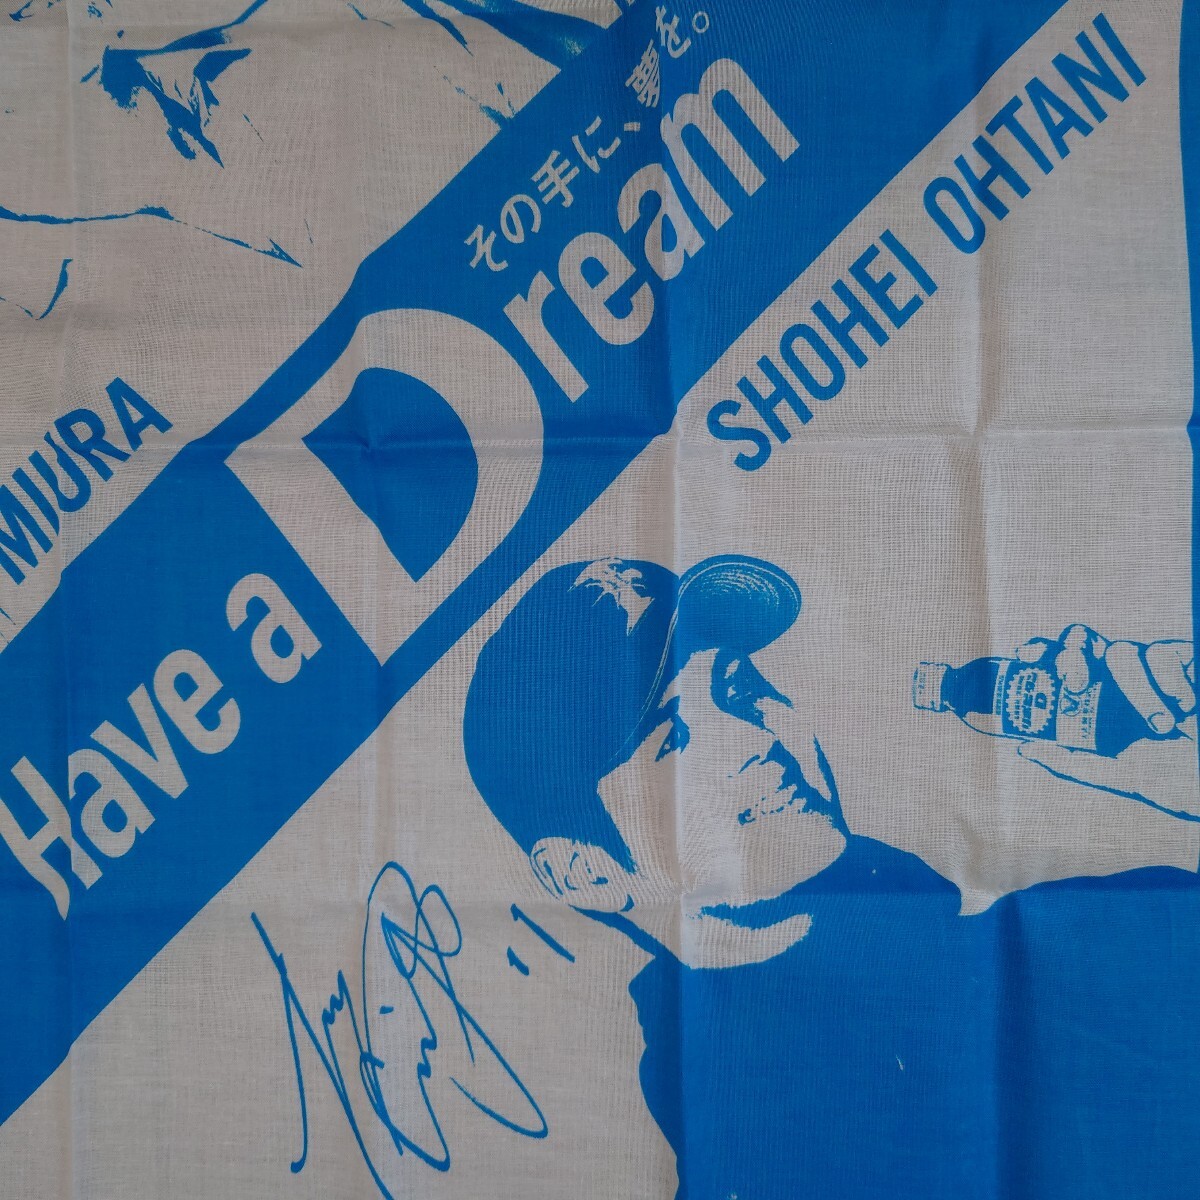 その手に、夢を。
Have a Dream
MIURA
SHOHEI OHTANI